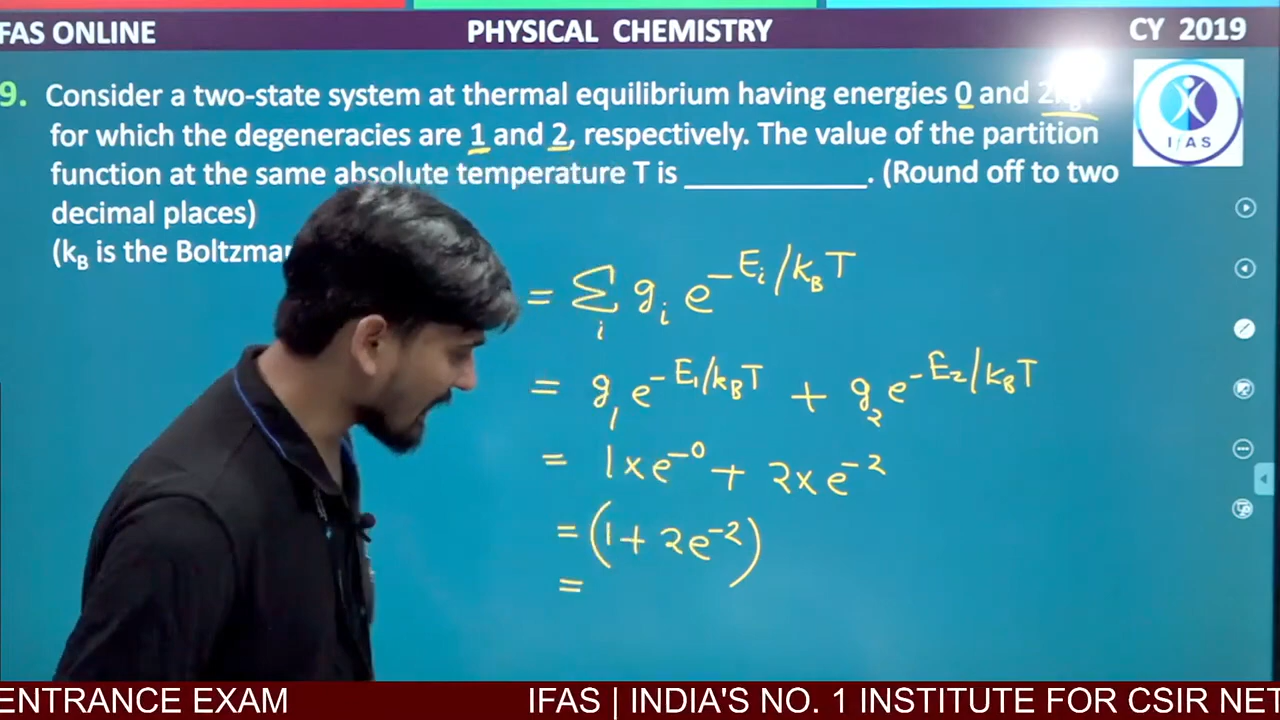 FAS ONLINE PHYSICAL CHEMISTRY CY 2019
9. Consider a two-state system at thermal equilibrium having energies 0 and
for which the degeneracies are 1 and 2, respectively. The value of the partition
function at the same absolute temperature T is ___________. (Round off to two
decimal places)
(kB is the
IFAS
= Σi gi e^-Ei/kBT
= g1 e^-E1/kBT + g2 e^-E2/kBT
= 1 x e^-0 + 2 x e^-2
= (1 + 2e^-2)
=
ENTRANCE EXAM IFAS | INDIA'S NO. 1 INSTITUTE FOR CSIR NET